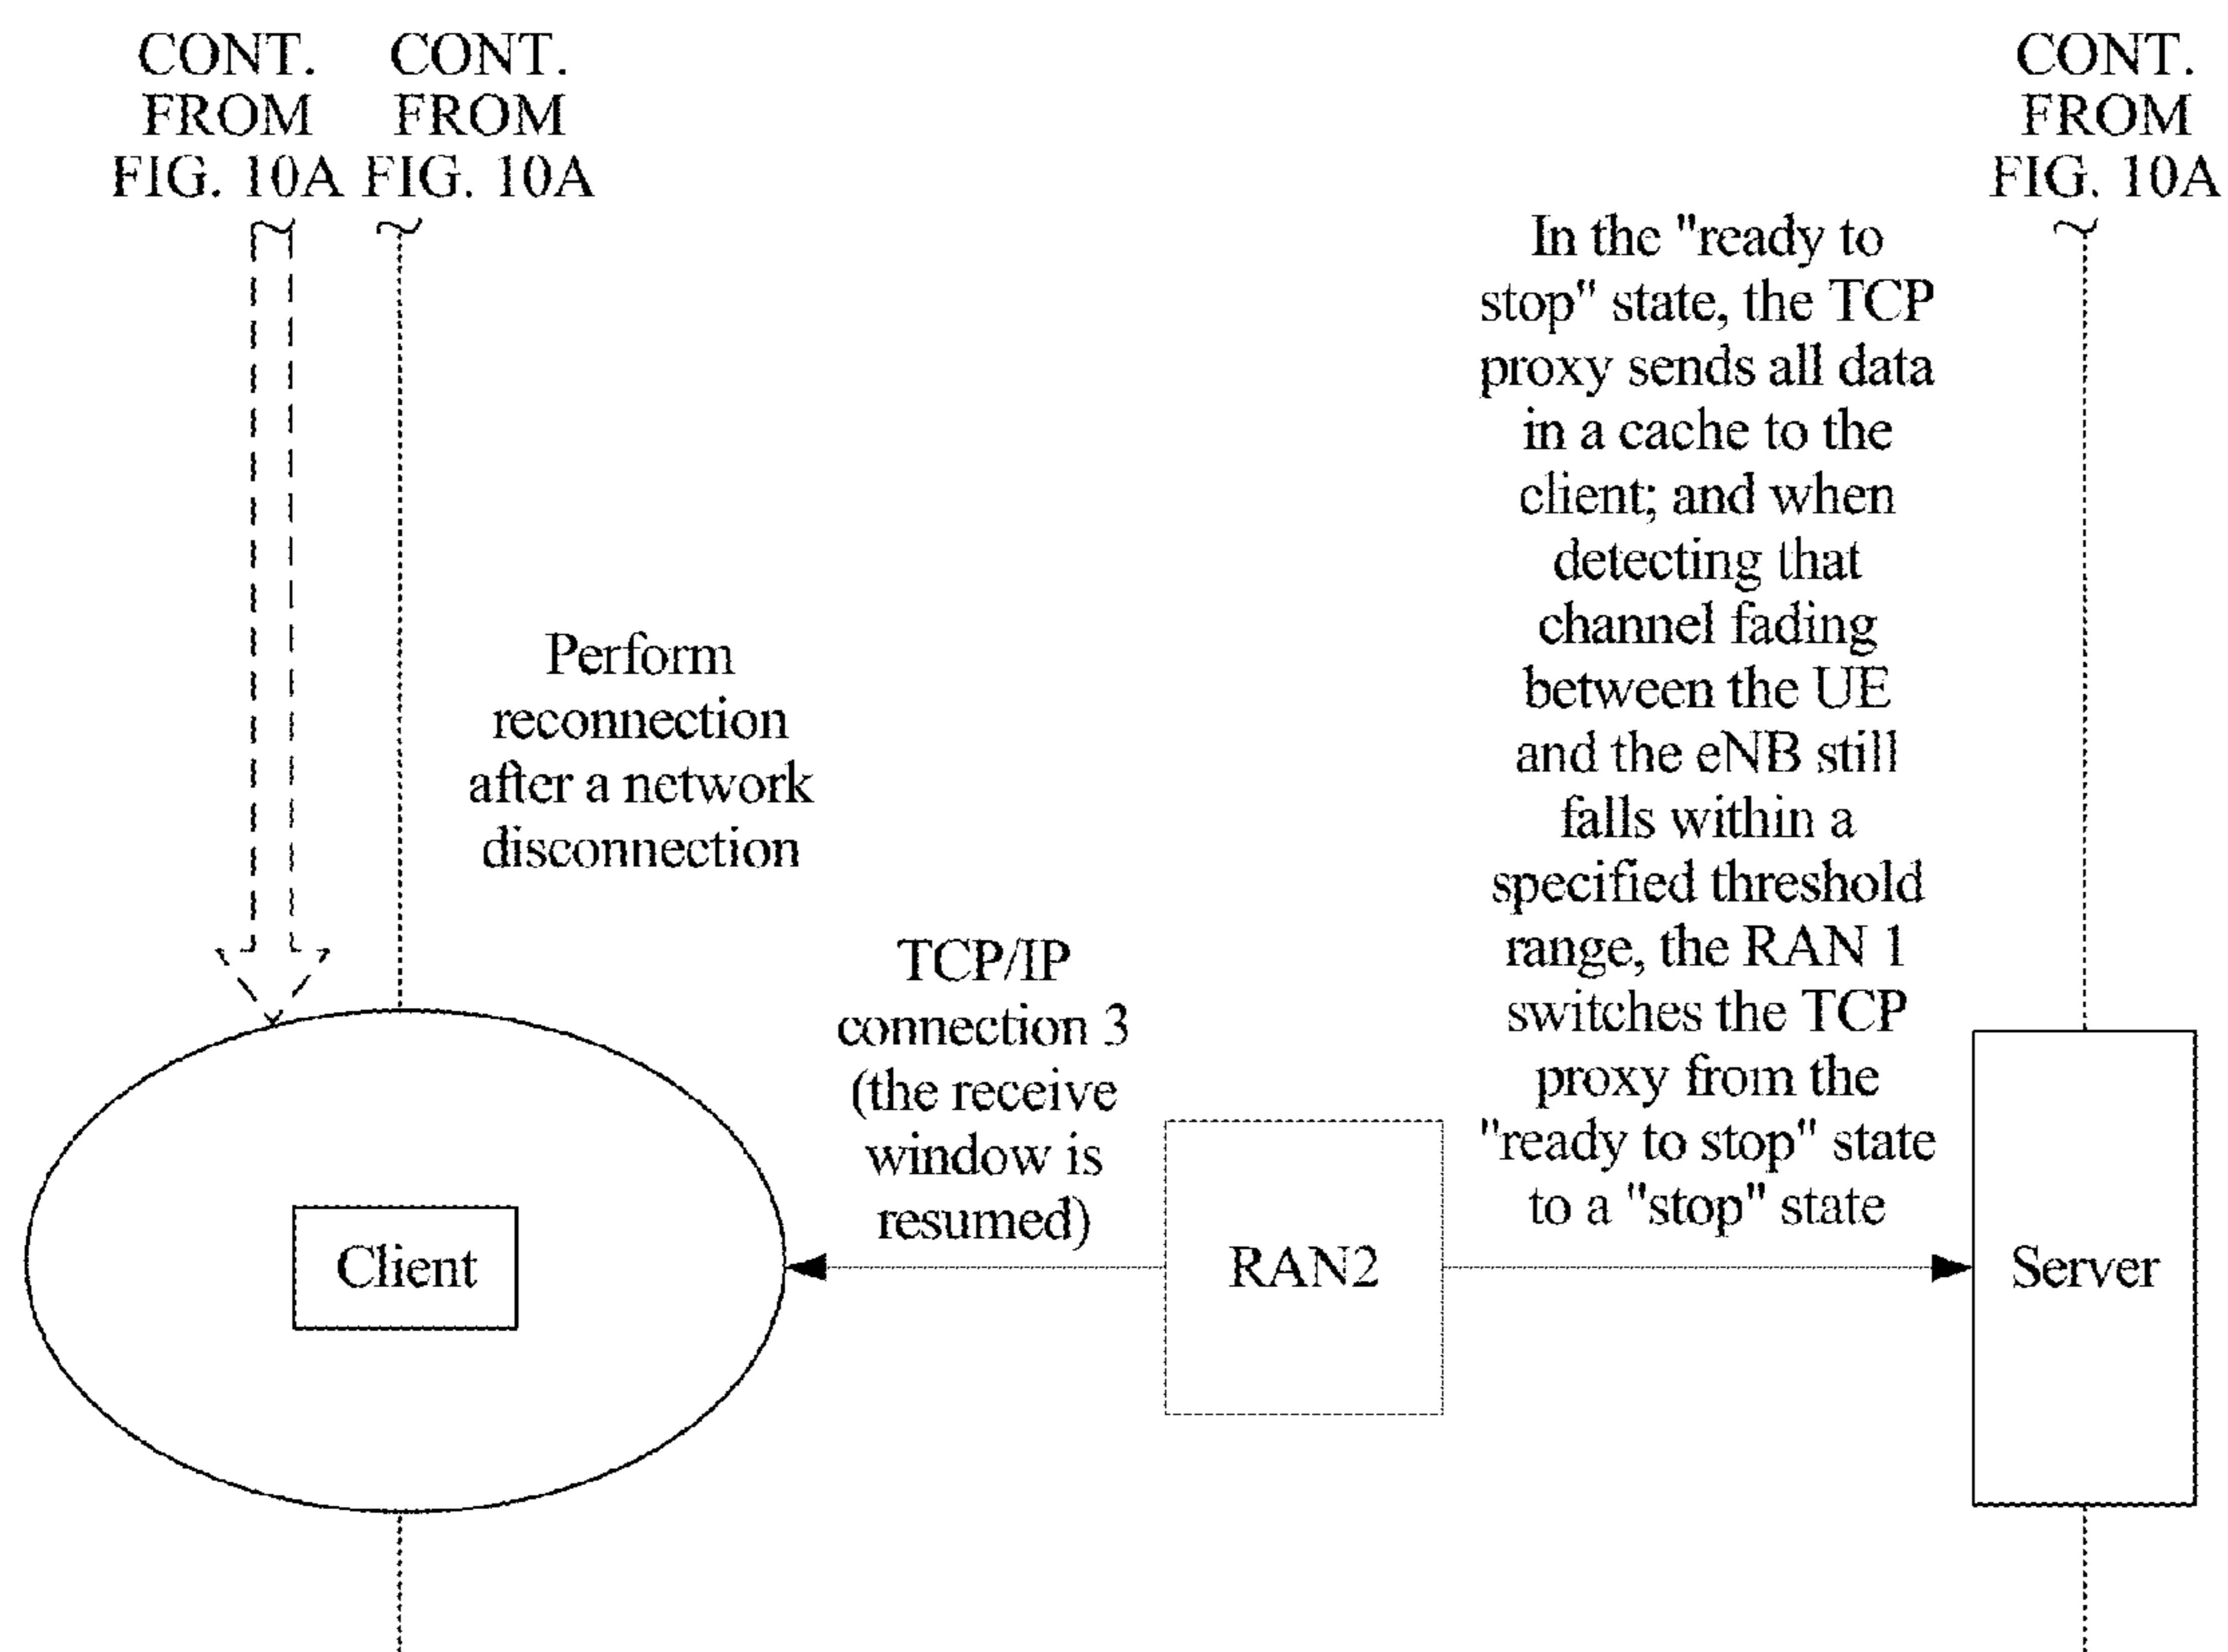 CONT.
FROM
FIG. 10A
CONT.
FROM
FIG. 10A
CONT.
FROM
FIG. 10A
In the "ready to
stop" state, the TCP
proxy sends all data
in a cache to the
client; and when
detecting that
channel fading
between the UE
and the eNB still
falls within a
specified threshold
range, the RAN 1
switches the TCP
proxy from the
"ready to stop" state
to a "stop" state
Perform
reconnection
after a network
disconnection
TCP/IP
connection 3
(the receive
window is
resumed)
Client
RAN2
Server